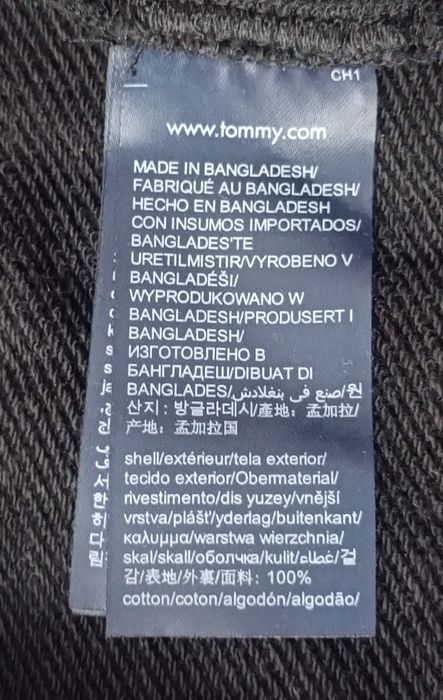 CH1
www.tommy.com
MADE IN BANGLADESH/
FABRIQUÉ AU BANGLADESH/
HECHO EN BANGLADESH
CON INSUMOS IMPORTADOS/
BANGLADES'TE
URETILMISTIR/VYROBENO V
BANGLADÉŠI/
WYPRODUKOWANO W
BANGLADESH/PRODUSERT I
BANGLADESH/
ИЗГОТОВЛЕНО В
БАНГЛАДЕШ/DIBUAT DI
BANGLADES/صنع في بنغلادش/원
산지 : 방글라데시/產地: 孟加拉/
产地: 孟加拉国
shell/extérieur/tela exterior/
tecido exterior/Obermaterial/
rivestimento/dis yuzey/vnější
vrstva/plášť/yderlag/buitenkant/
καλυμμα/warstwa wierzchnia/
skal/skall/оболчка/kulit/غطاء/겉
감/表地/外裏/面料: 100%
cotton/coton/algodón/algodão/